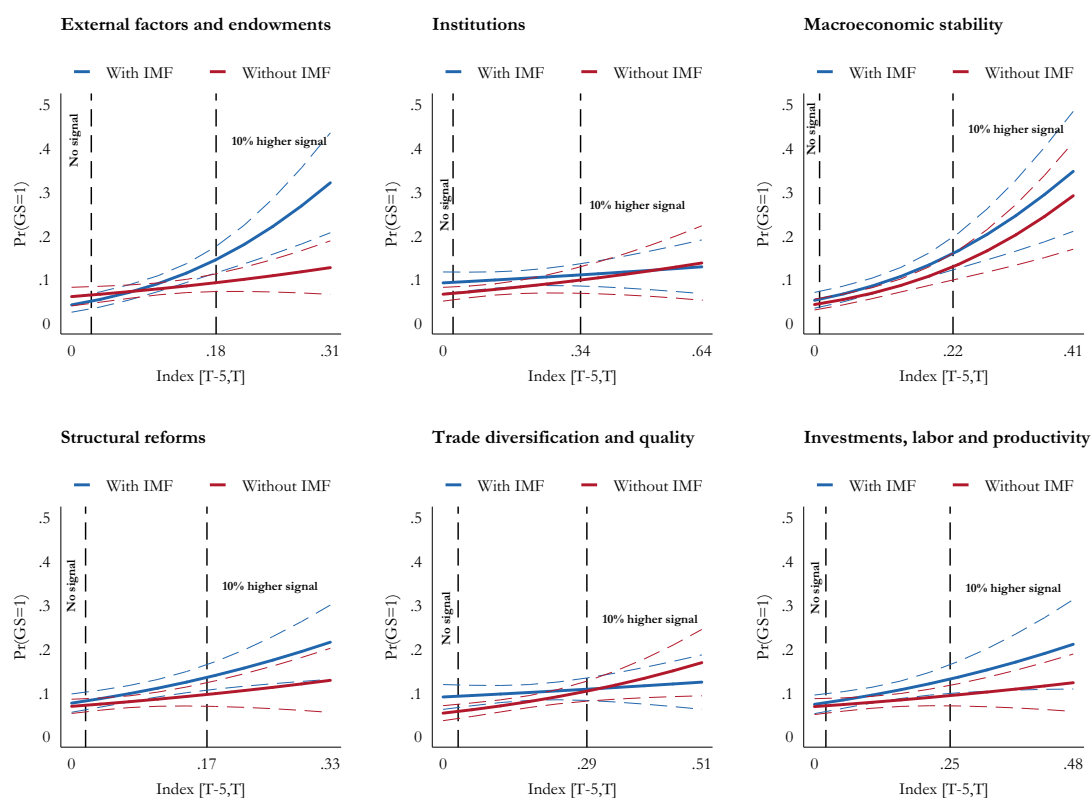 External factors and endowments
With IMF Without IMF
Pr(GS=1)
.5
.4
.3
.2
.1
0
No signal
10% higher signal
0 .18 .31
Index [T-5,T]
Institutions
With IMF Without IMF
Pr(GS=1)
.5
.4
.3
.2
.1
0
No signal
10% higher signal
0 .34 .64
Index [T-5,T]
Macroeconomic stability
With IMF Without IMF
Pr(GS=1)
.5
.4
.3
.2
.1
0
No signal
10% higher signal
0 .22 .41
Index [T-5,T]
Structural reforms
With IMF Without IMF
Pr(GS=1)
.5
.4
.3
.2
.1
0
No signal
10% higher signal
0 .17 .33
Index [T-5,T]
Trade diversification and quality
With IMF Without IMF
Pr(GS=1)
.5
.4
.3
.2
.1
0
No signal
10% higher signal
0 .29 .51
Index [T-5,T]
Investments, labor and productivity
With IMF Without IMF
Pr(GS=1)
.5
.4
.3
.2
.1
0
No signal
10% higher signal
0 .25 .48
Index [T-5,T]